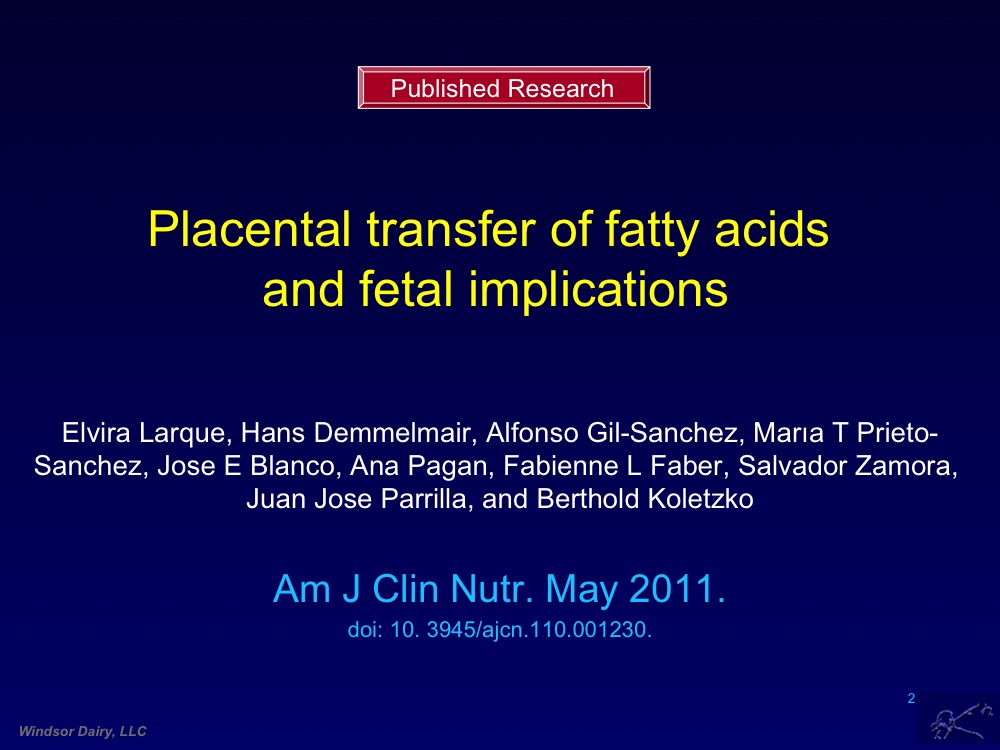 Published Research
Placental transfer of fatty acids
and fetal implications
Elvira Larque, Hans Demmelmair, Alfonso Gil-Sanchez, Marıa T Prieto-
Sanchez, Jose E Blanco, Ana Pagan, Fabienne L Faber, Salvador Zamora,
Juan Jose Parrilla, and Berthold Koletzko
Am J Clin Nutr. May 2011.
doi: 10. 3945/ajcn.110.001230.
2
Windsor Dairy, LLC